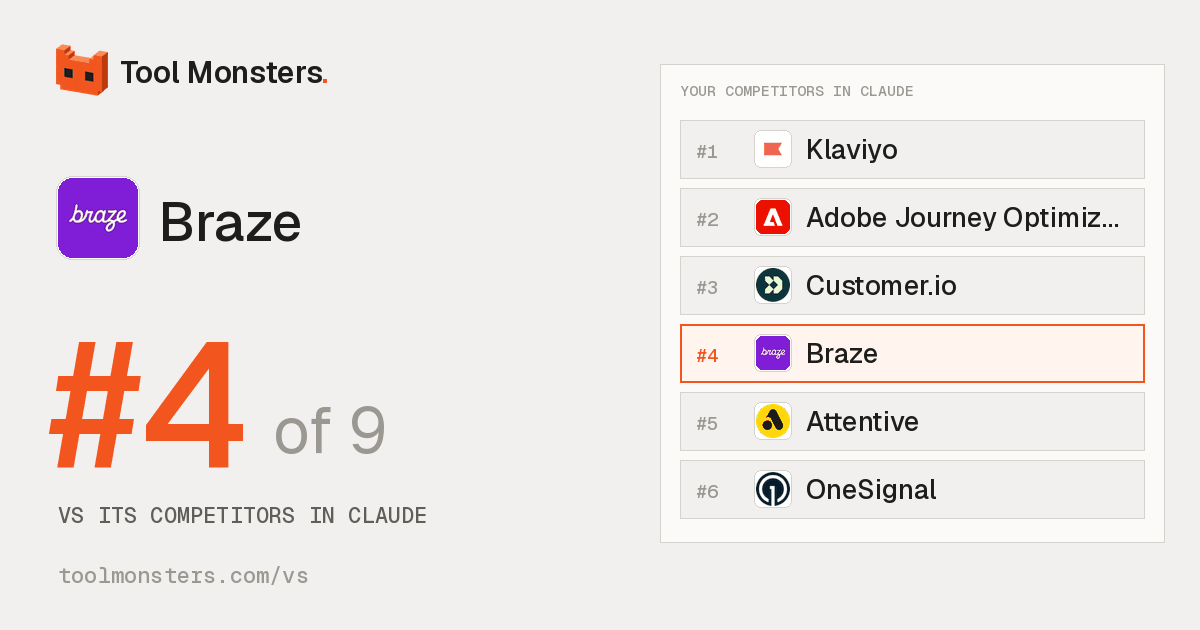 Tool Monsters.
braze
Braze
#4 of 9
VS ITS COMPETITORS IN CLAUDE
toolmonsters.com/vs
YOUR COMPETITORS IN CLAUDE
#1 Klaviyo
#2 Adobe Journey Optimiz...
#3 Customer.io
#4 braze Braze
#5 Attentive
#6 OneSignal